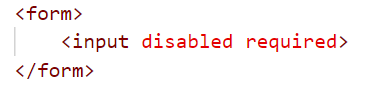 <form>
    <input disabled required>
</form>